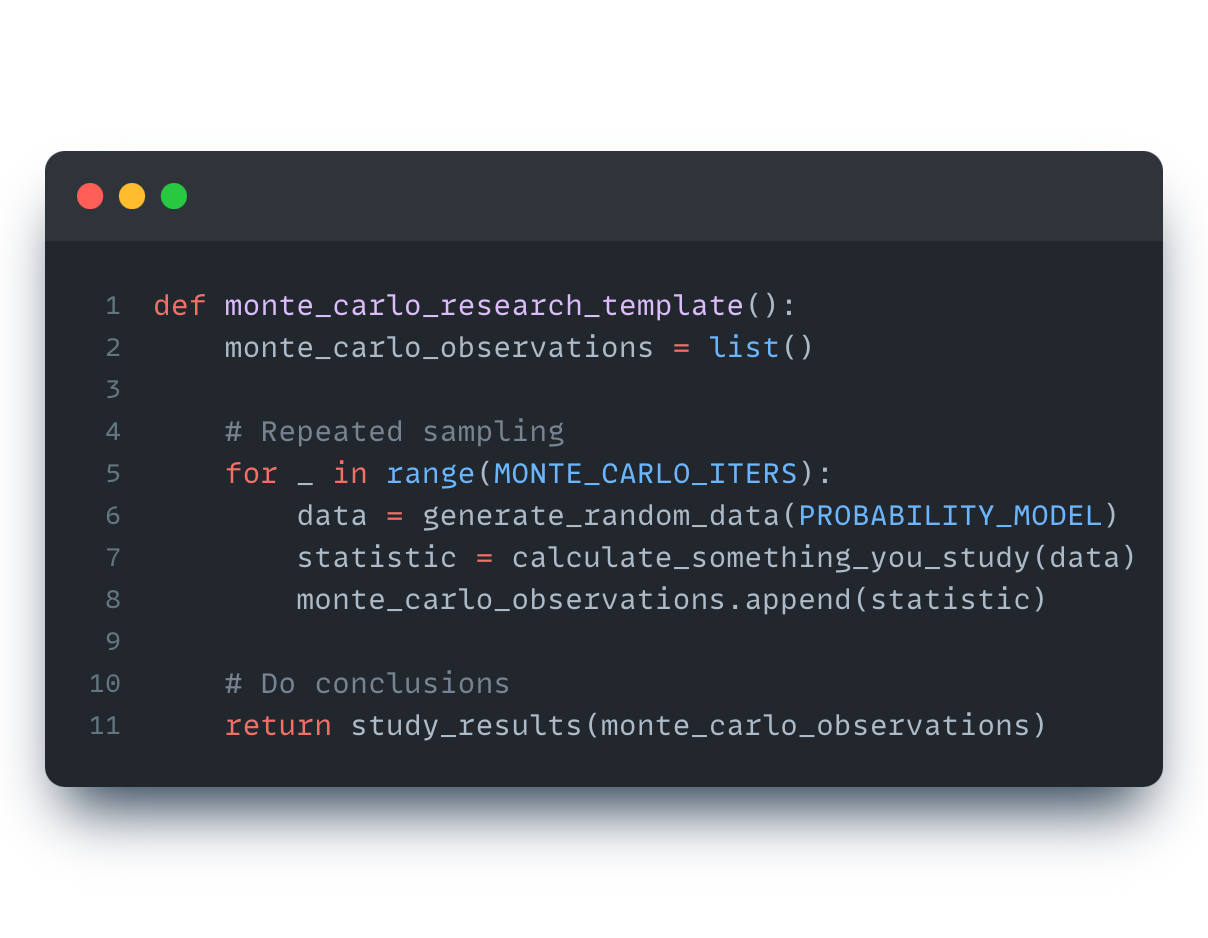 1 def monte_carlo_research_template():
2     monte_carlo_observations = list()
3
4     # Repeated sampling
5     for _ in range(MONTE_CARLO_ITERS):
6         data = generate_random_data(PROBABILITY_MODEL)
7         statistic = calculate_something_you_study(data)
8         monte_carlo_observations.append(statistic)
9
10     # Do conclusions
11     return study_results(monte_carlo_observations)